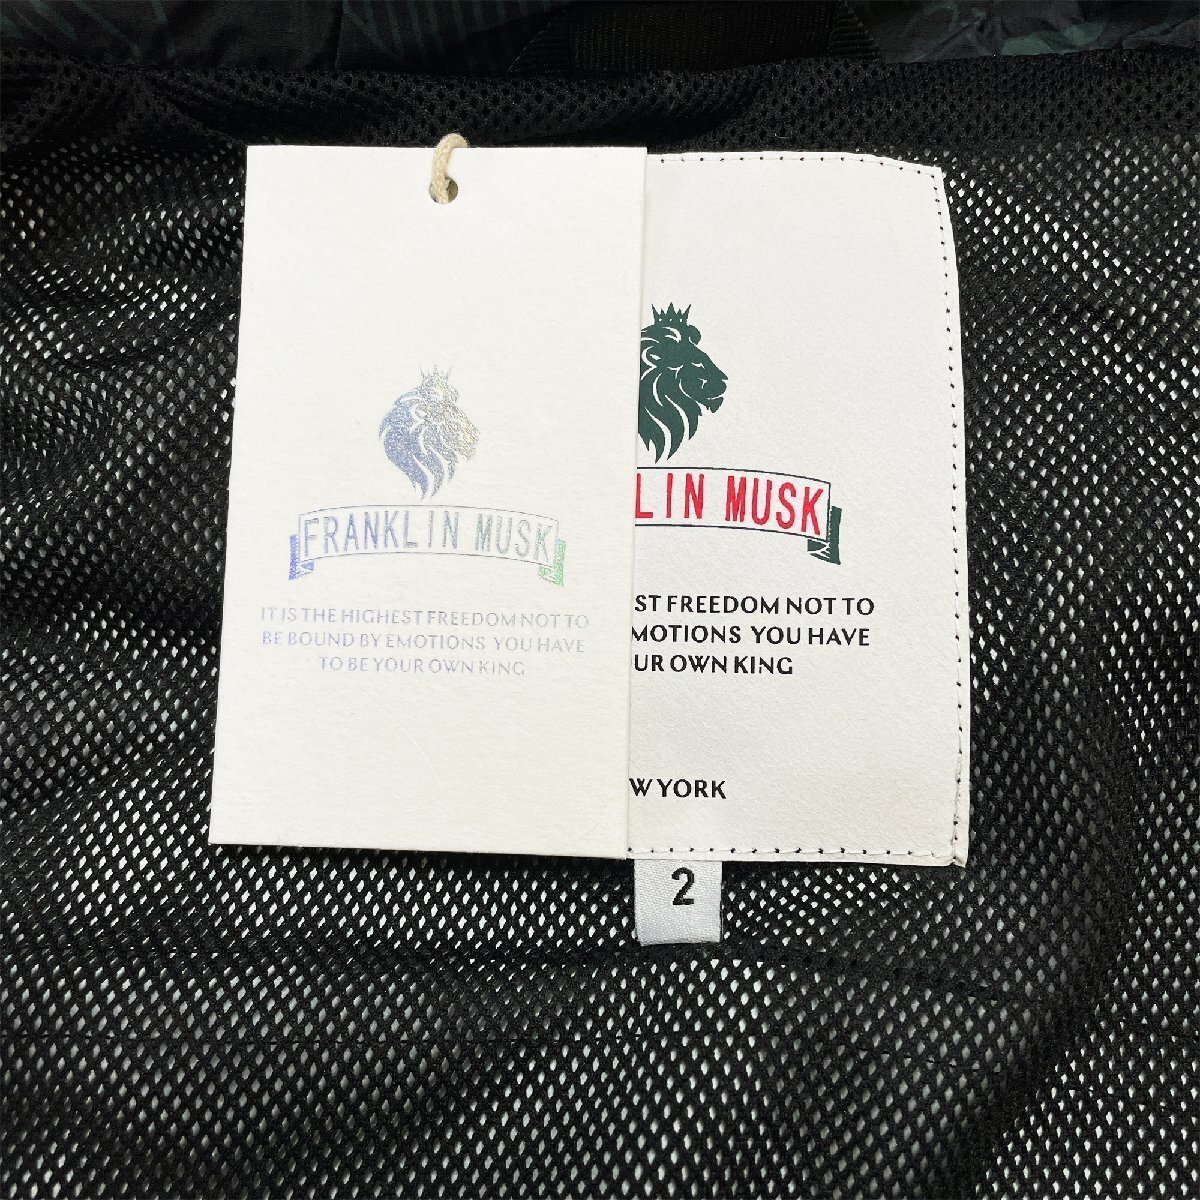 FRANKLIN MUSK
IT IS THE HIGHEST FREEDOM NOT TO
BE BOUND BY EMOTIONS YOU HAVE
TO BE YOUR OWN KING
LIN MUSK
ST FREEDOM NOT TO
MOTIONS YOU HAVE
UR OWN KING
W YORK
2